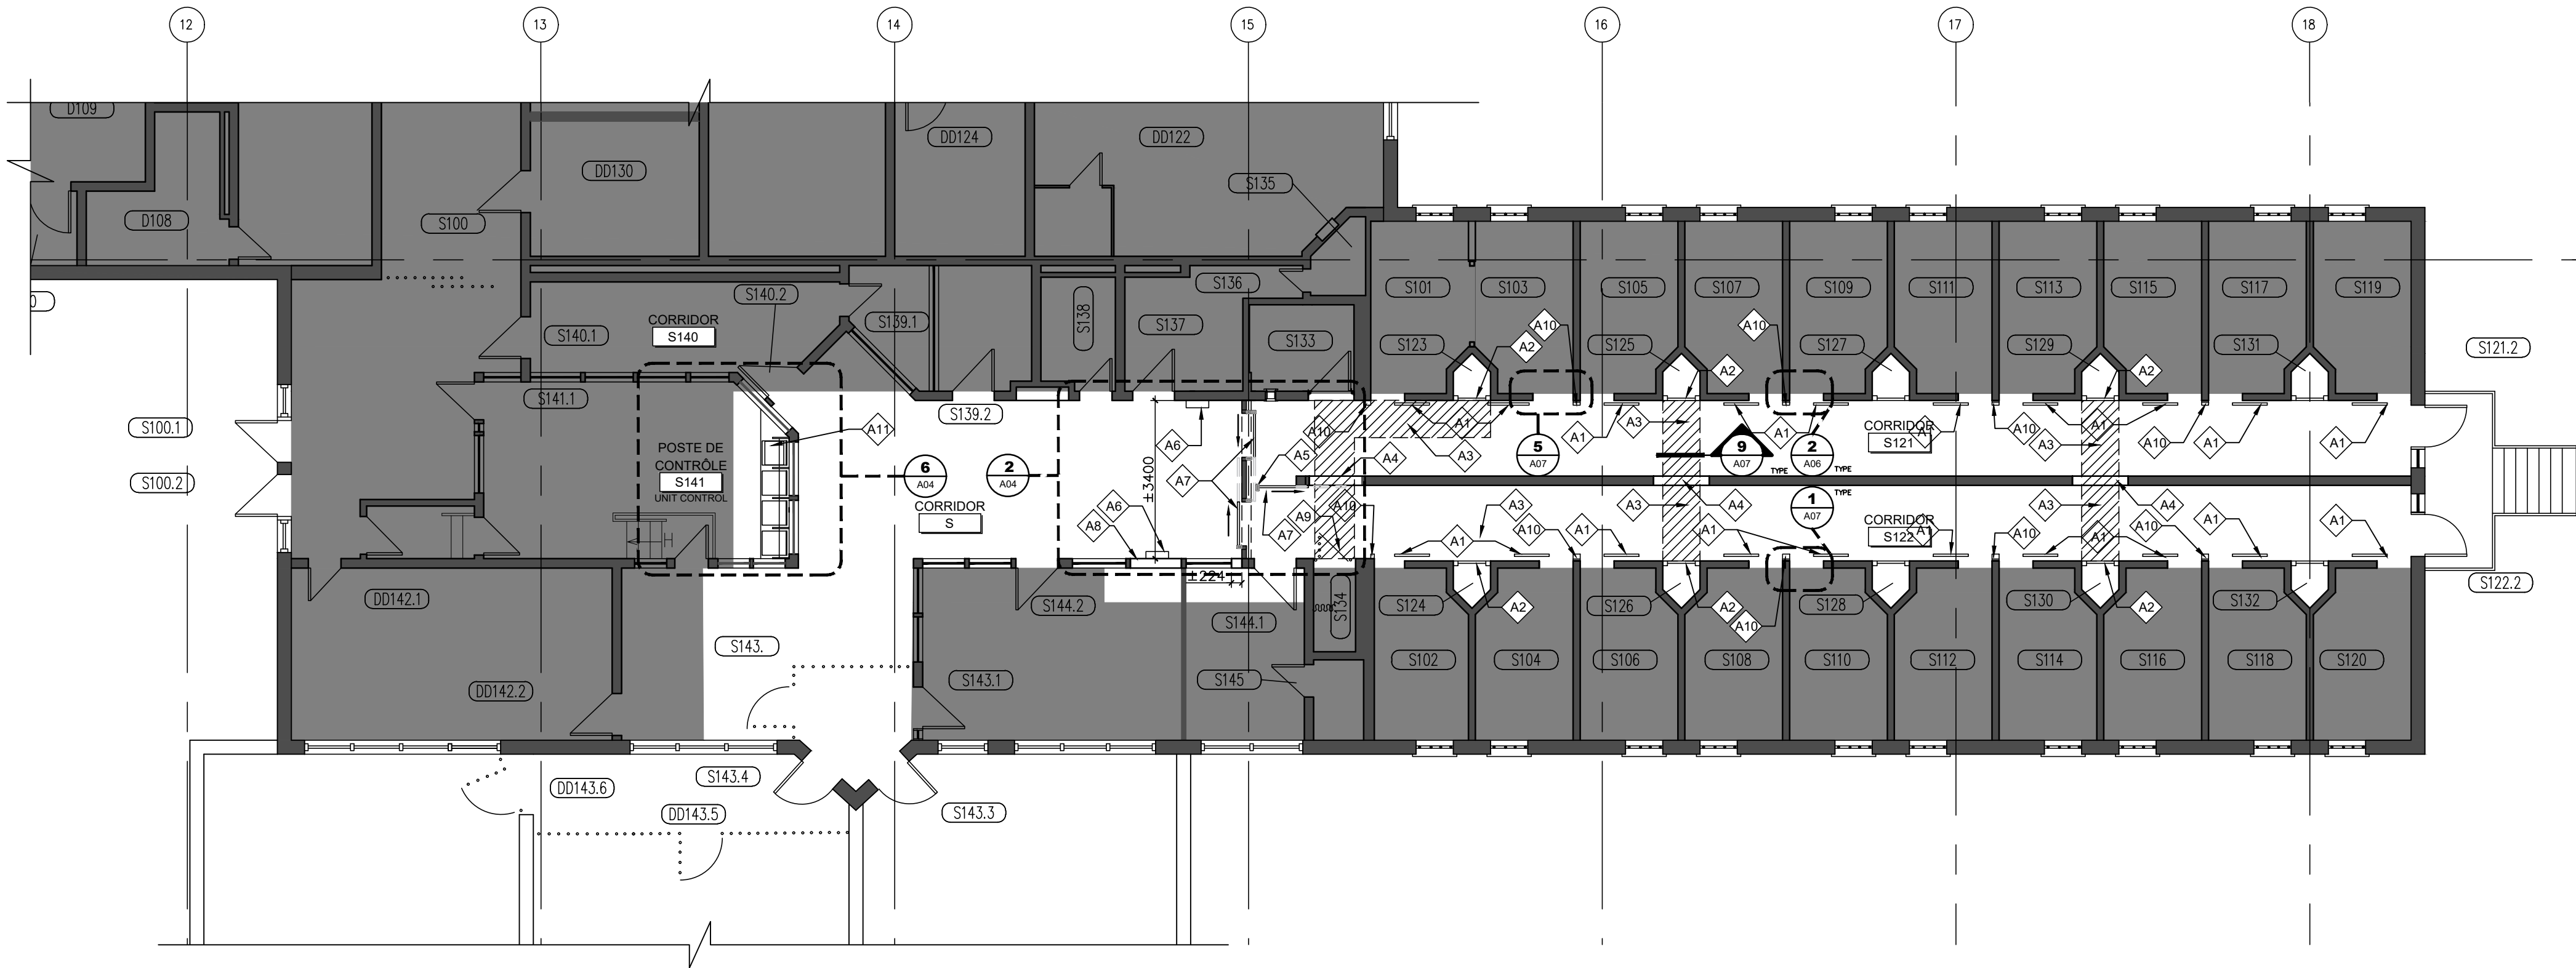 12
13
14
15
16
17
18
D109
DD124
DD122
DD130
S135
D108
S100
S136
S140.2
S101
S103
S105
S107
S109
S111
S113
S115
S117
S119
S138
S139.1
S137
CORRIDOR
S140
S140.1
S133
A10
A10
A2
S123
S125
S127
S129
S131
S121.2
A2
A2
S141.1
S139.2
S100.1
A11
A6
A10
A1
A1
A3
A1
CORRIDOR
S121
A1
A10
A3
A1
A10
A1
A1
POSTE DE
CONTRÔLE
S141
UNIT CONTROL
6
A04
2
A04
±3400
A7
A5
A4
A3
5
A07
9
A07
TYPE
2
A06
TYPE
S100.2
CORRIDOR
S
A6
A8
A9
A10
A7
A3
A10
A1
A1
A3
A1
1
A07
TYPE
CORRIDOR
S122
A1
A10
A3
A1
A10
A4
A1
A1
±224
DD142.1
S144.2
S144.1
S134
S124
A2
S126
A2
A10
S128
S130
A2
S132
S122.2
S143.
S102
S104
S106
S108
S110
S112
S114
S116
S118
S120
DD142.2
S143.1
S145
S143.4
DD143.6
DD143.5
S143.3